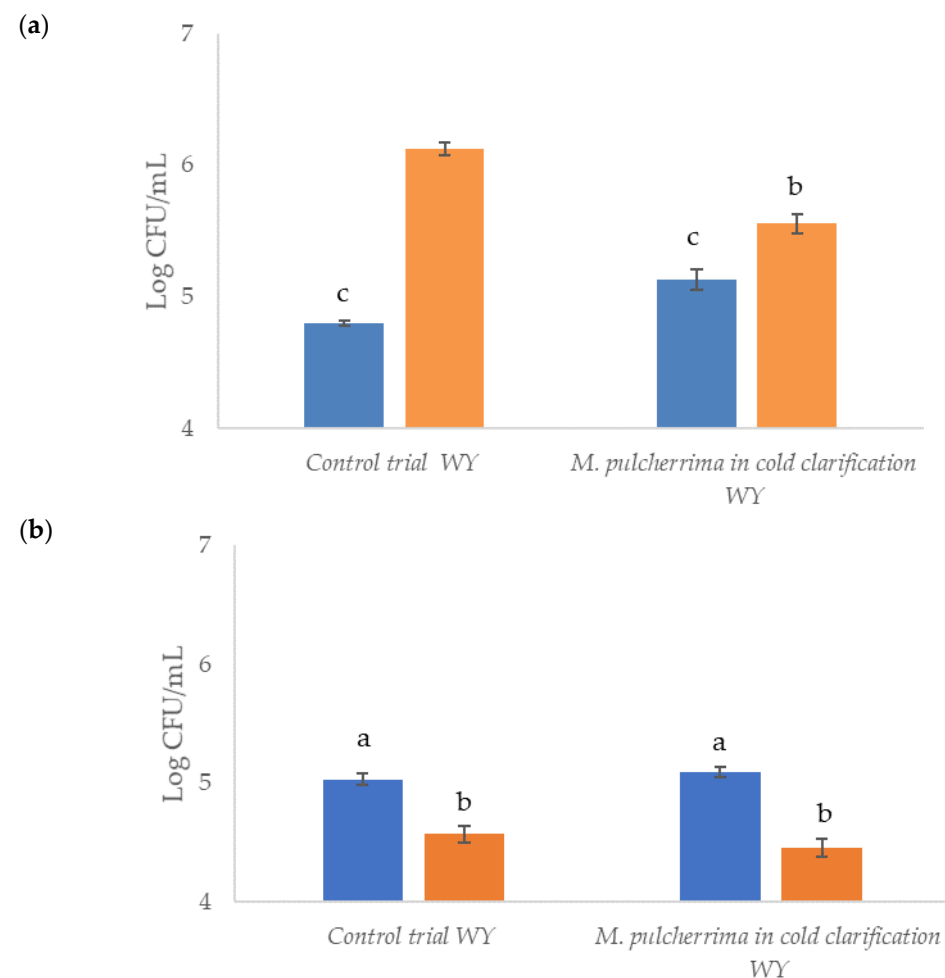 (a)
7
6
5
4
Log CFU/mL
c
c
b
Control trial WY
M. pulcherrima in cold clarification
WY
(b)
7
6
5
4
Log CFU/mL
a
b
a
b
Control trial WY
M. pulcherrima in cold clarification
WY